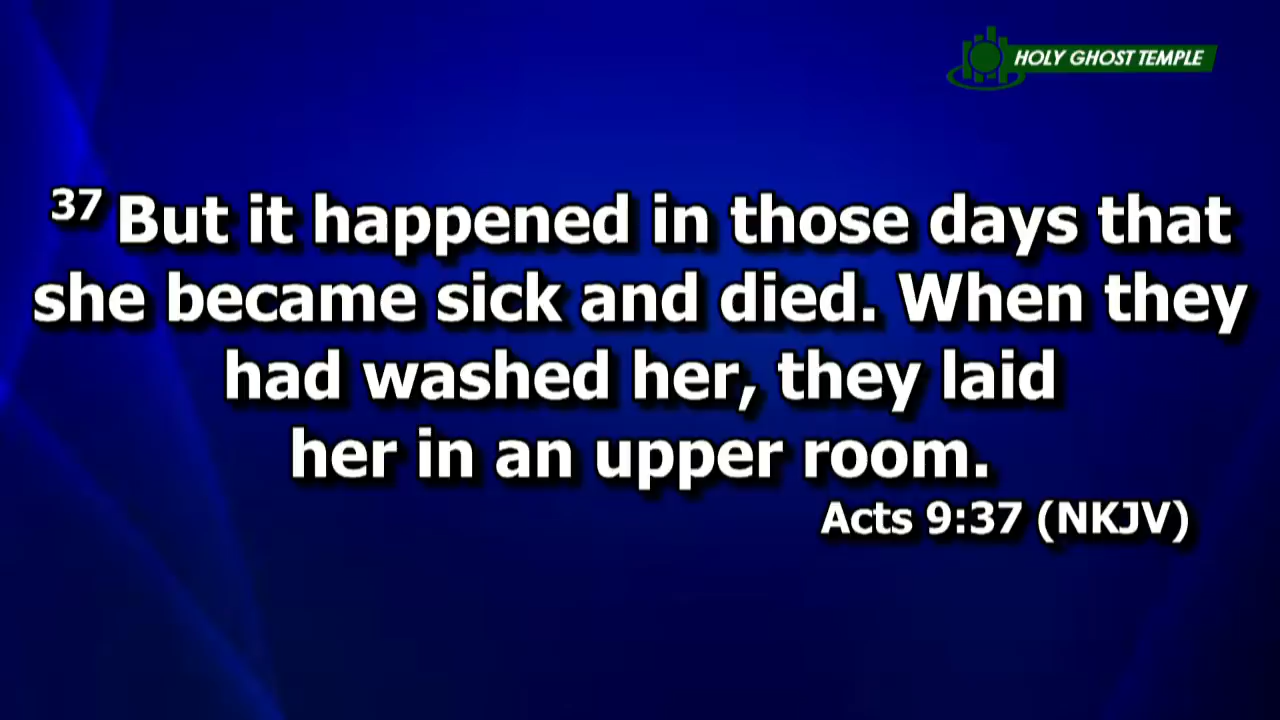 HOLY GHOST TEMPLE
37 But it happened in those days that
she became sick and died. When they
had washed her, they laid
her in an upper room.
Acts 9:37 (NKJV)